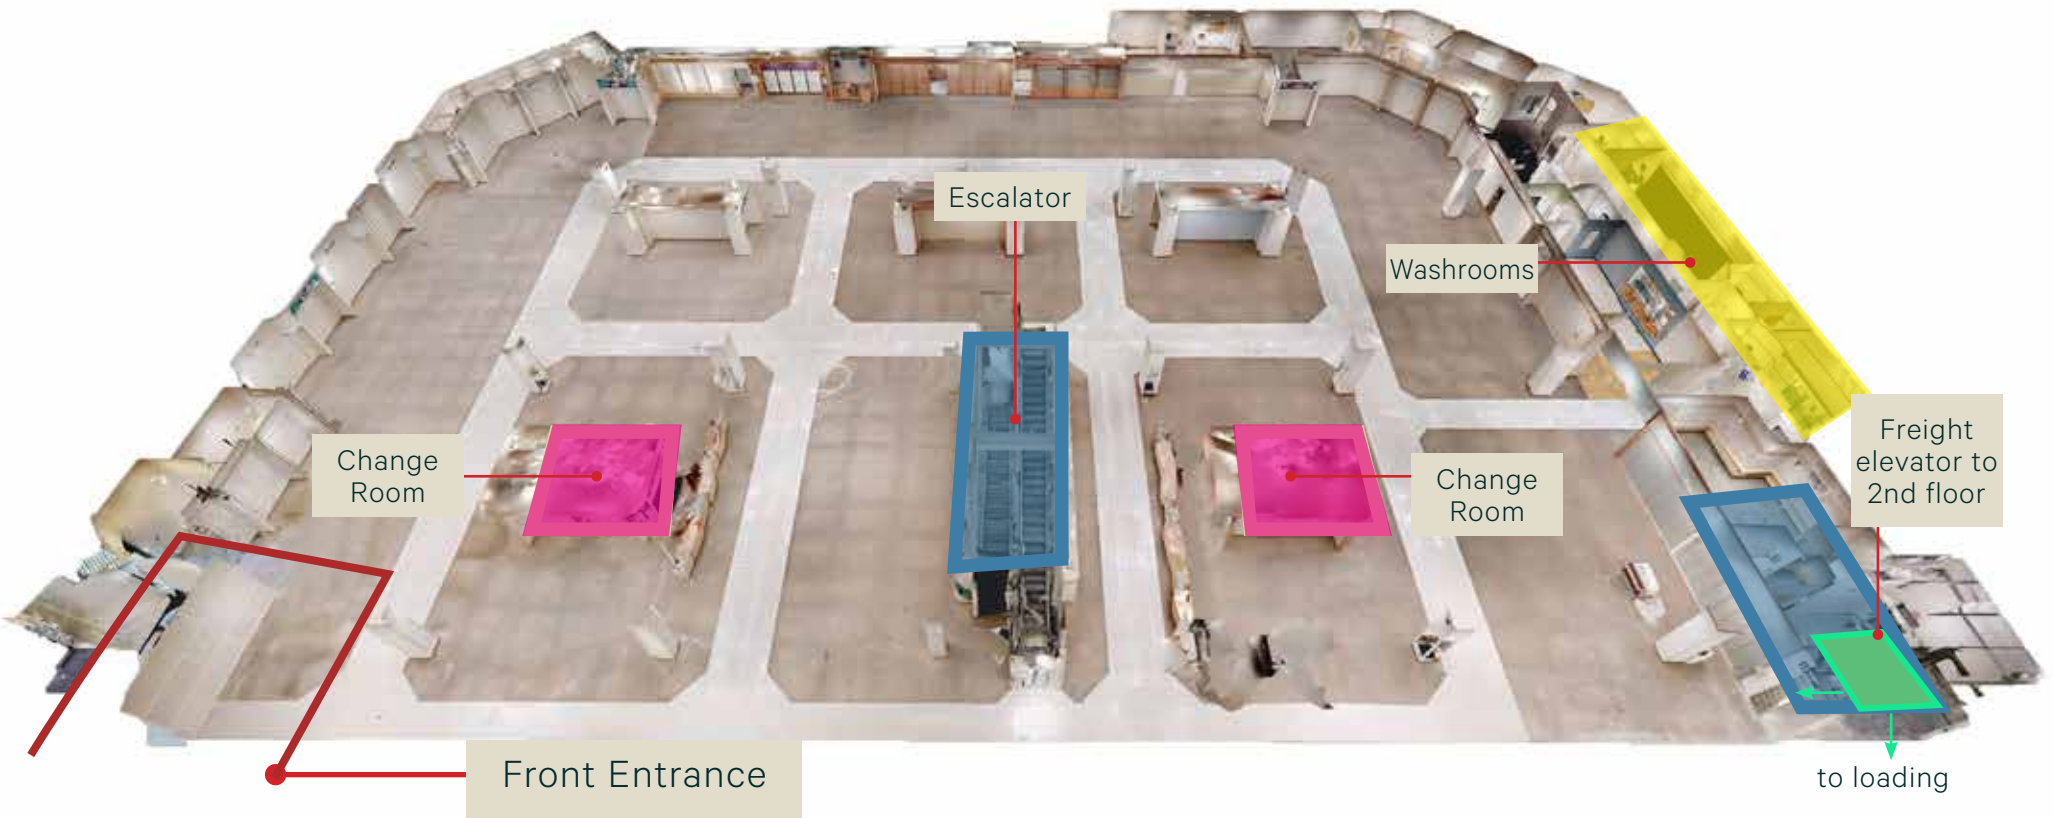 Escalator
Washrooms
Change
Room
Change
Room
Freight
elevator to
2nd floor
Front Entrance
to loading